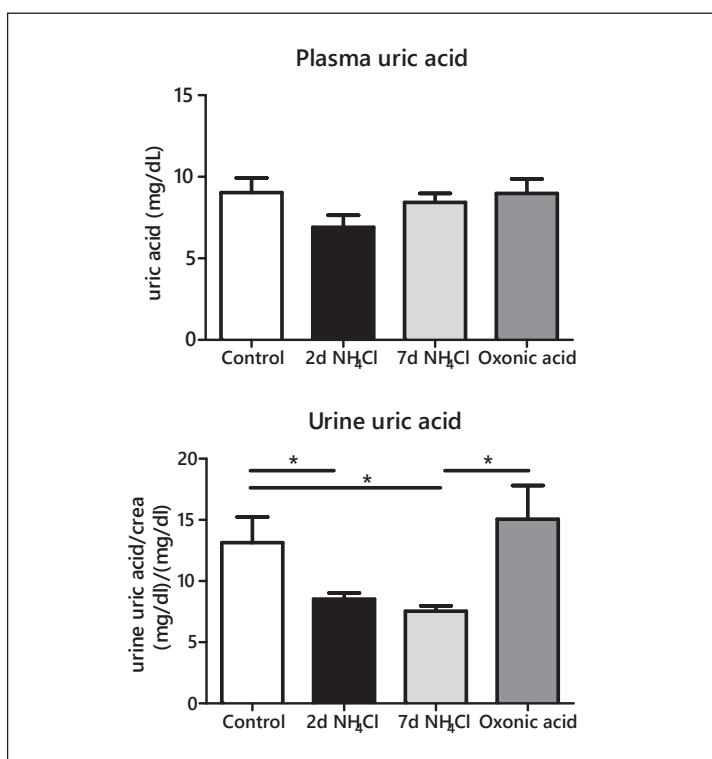 Plasma uric acid
15
10
5
0
uric acid (mg/dL)
Control 2d NH4Cl 7d NH4Cl Oxonic acid
Urine uric acid
20
15
10
5
0
urine uric acid/crea
(mg/dl)/(mg/dl)
* * *
Control 2d NH4Cl 7d NH4Cl Oxonic acid